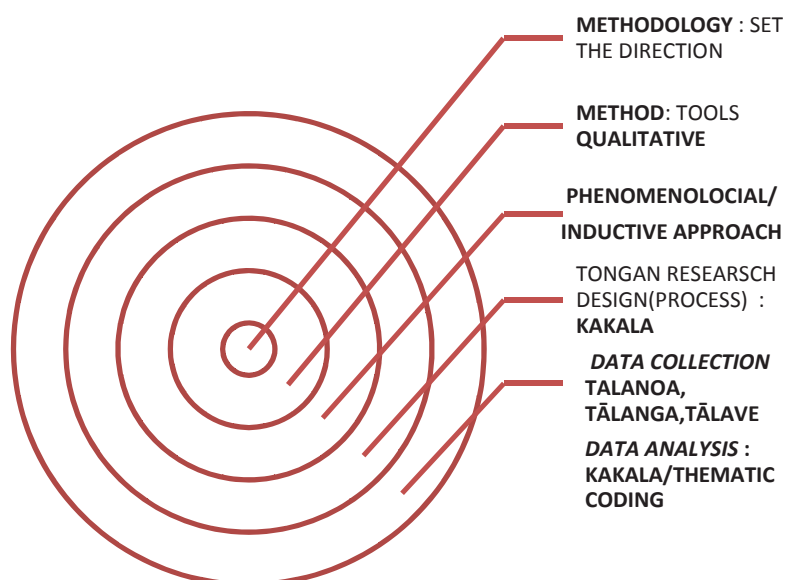 METHODOLOGY : SET
THE DIRECTION
METHOD: TOOLS
QUALITATIVE
PHENOMENOLOCIAL/
INDUCTIVE APPROACH
TONGAN RESEARSCH
DESIGN(PROCESS) :
KAKALA
DATA COLLECTION
TALANOA,
TĀLANGA,TĀLAVE
DATA ANALYSIS :
KAKALA/THEMATIC
CODING